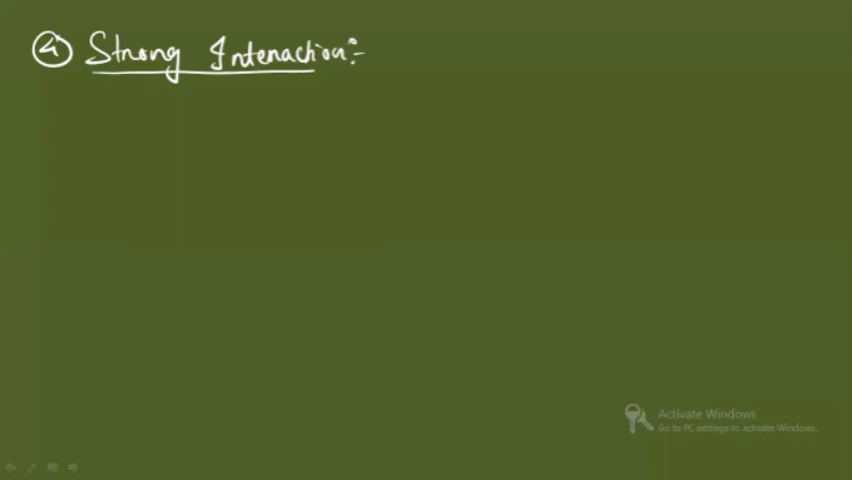 ④ Strong Interaction:-
Activate Windows
Go to PC settings to activate Windows.